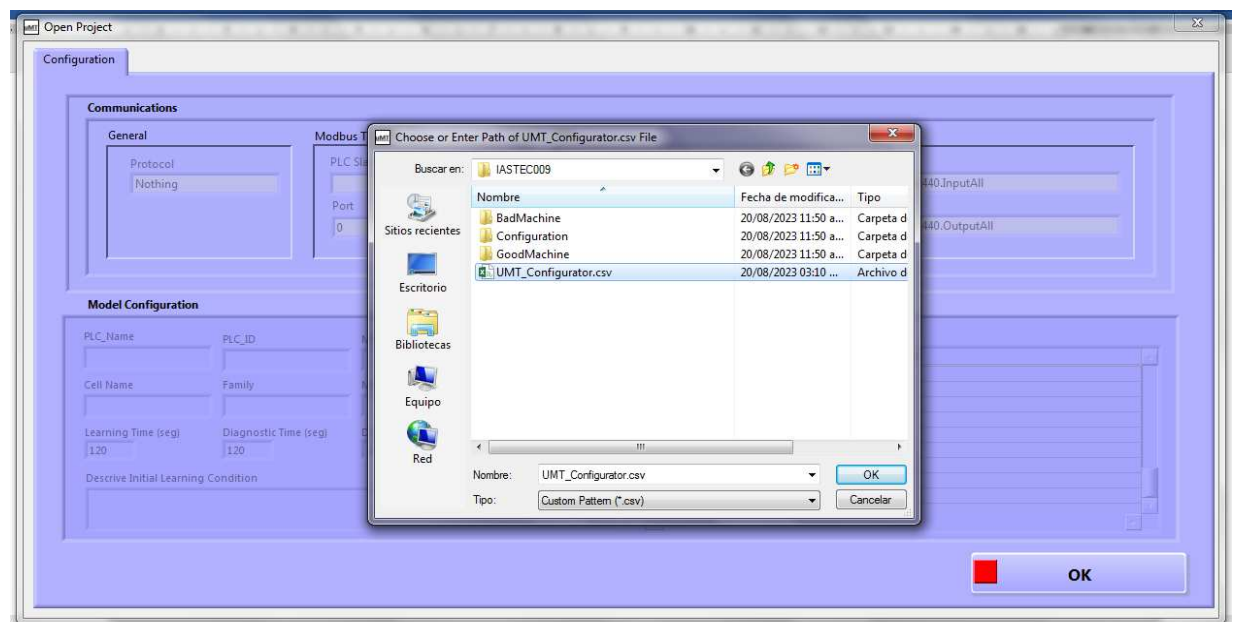 uMT Open Project
Configuration
Communications
General
Protocol
Nothing
Modbus T
PLC Sla
Port
0
440.InputAll
440.OutputAll
Model Configuration
PLC_Name
PLC_ID
Cell Name
Family
Learning Time (seg)
Diagnostic Time (seg)
120
120
Descrive Initial Learning Condition
uMT Choose or Enter Path of UMT_Configurator.csv File
Buscar en: IASTEC009
Sitios recientes
Escritorio
Bibliotecas
Equipo
Red
Nombre Fecha de modifica... Tipo
BadMachine 20/08/2023 11:50 a... Carpeta d
Configuration 20/08/2023 11:50 a... Carpeta d
GoodMachine 20/08/2023 11:50 a... Carpeta d
UMT_Configurator.csv 20/08/2023 03:10 ... Archivo d
Nombre: UMT_Configurator.csv OK
Tipo: Custom Pattern (*.csv) Cancelar
OK